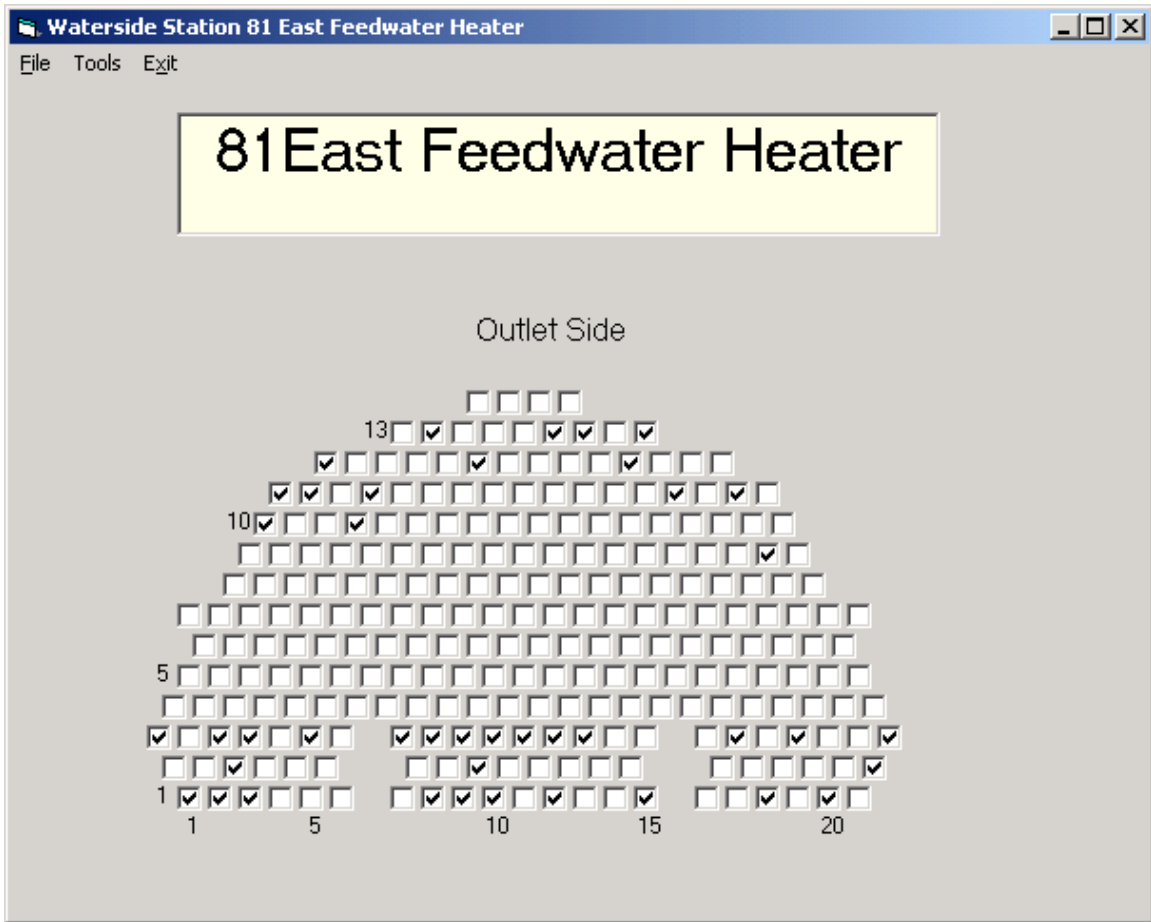 Waterside Station 81 East Feedwater Heater
File Tools Exit
81East Feedwater Heater
Outlet Side
13
10
5
1
1 5 10 15 20